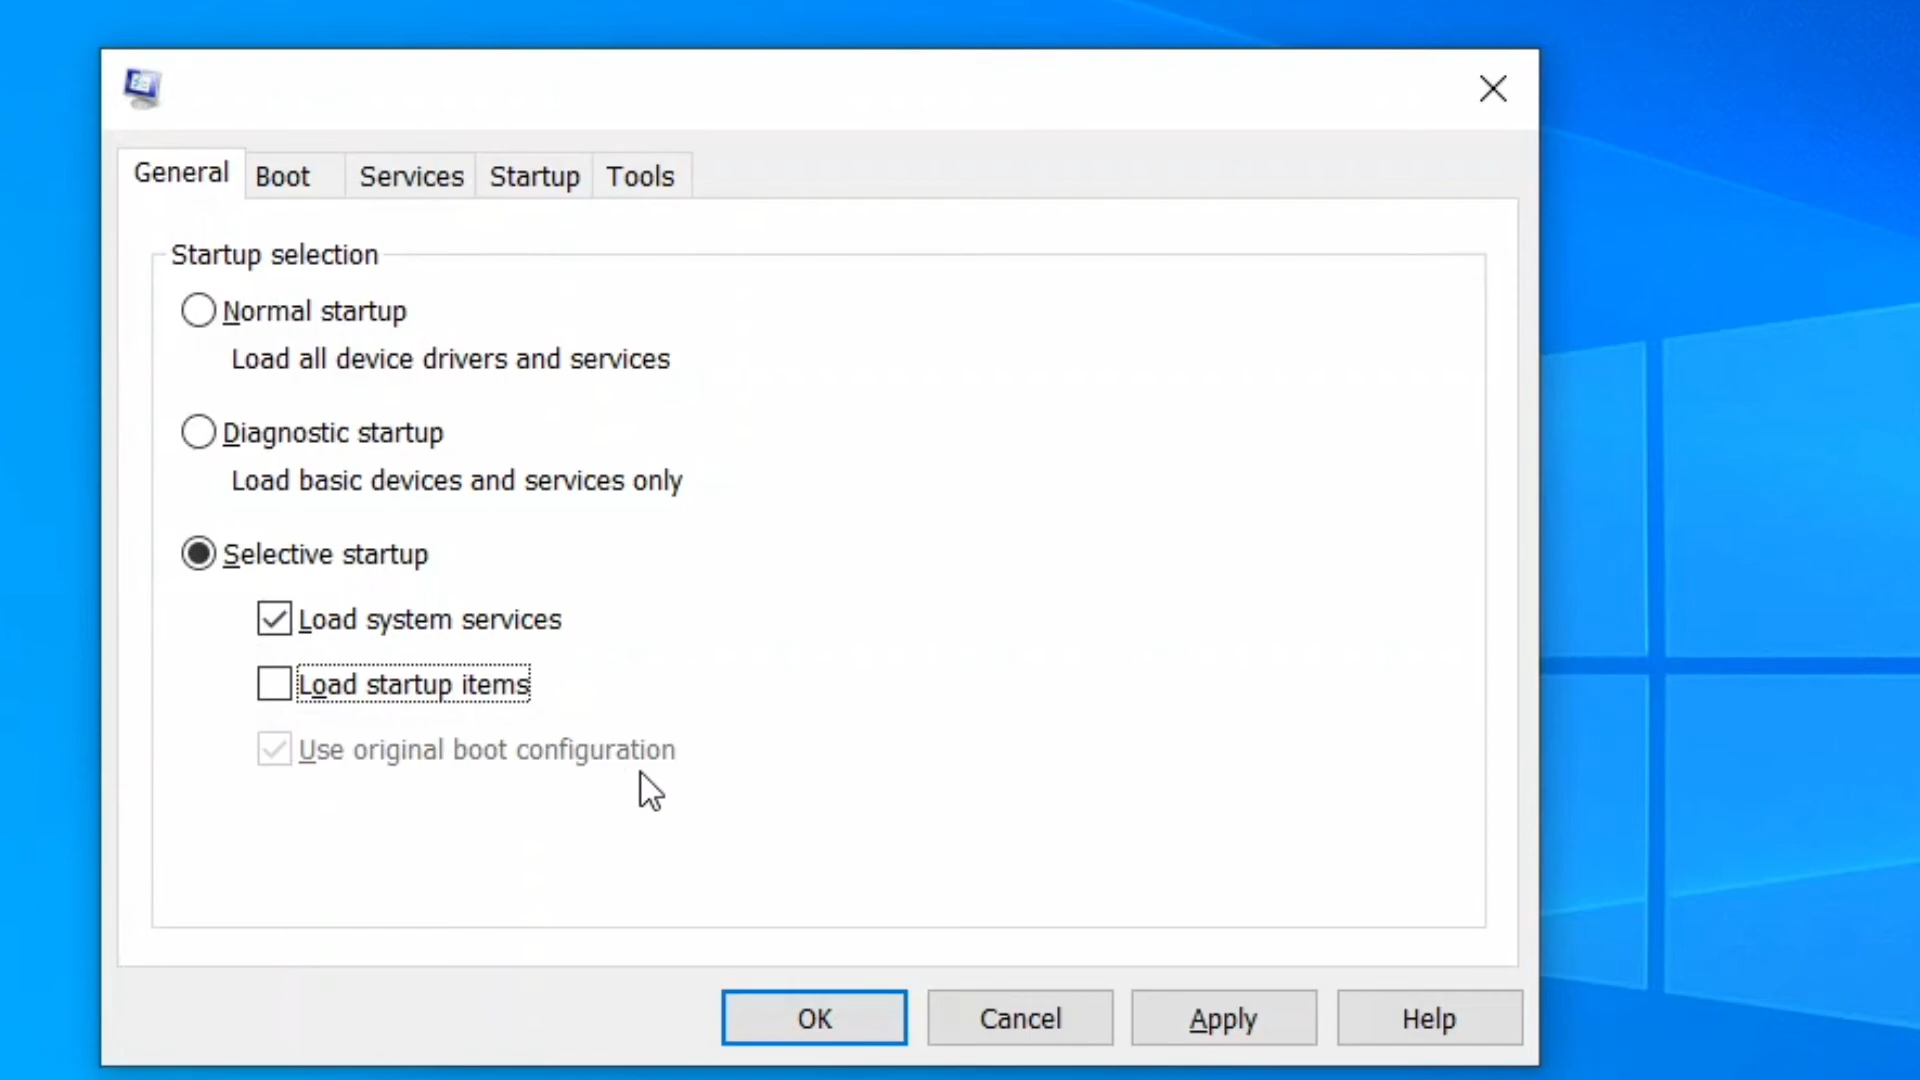 General Boot Services Startup Tools
Startup selection
Normal startup
Load all device drivers and services
Diagnostic startup
Load basic devices and services only
Selective startup
Load system services
Load startup items
Use original boot configuration
OK Cancel Apply Help